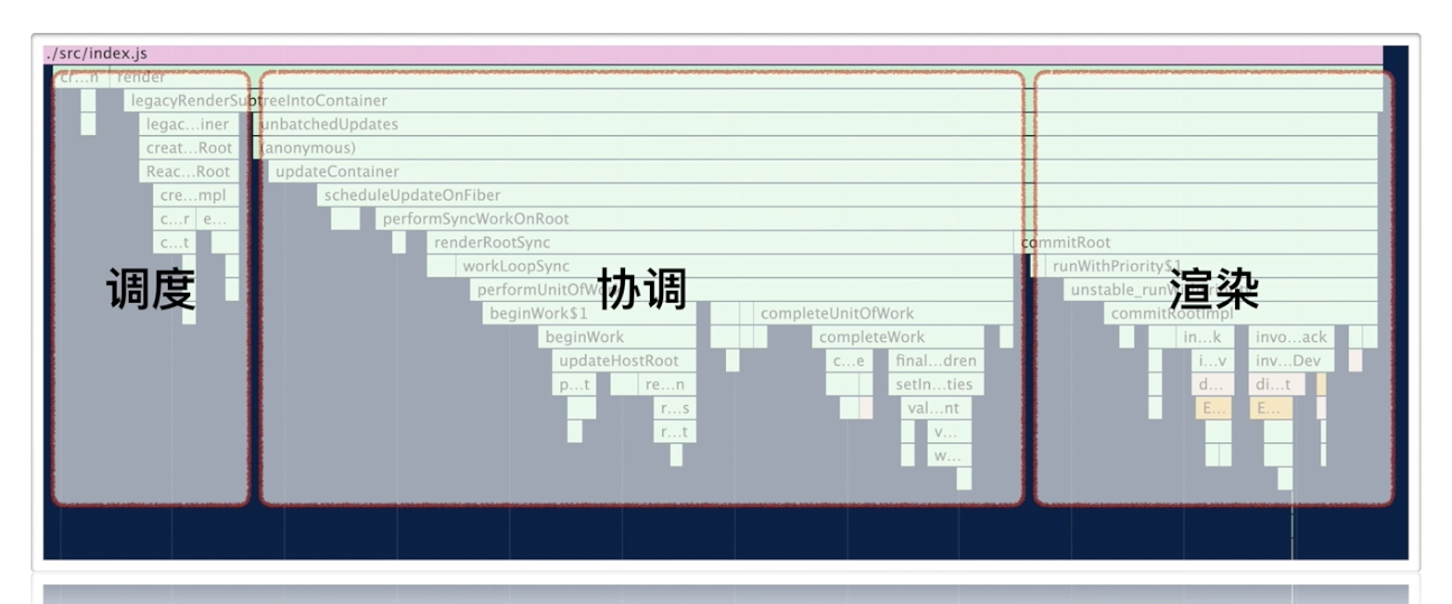 ./src/index.js
cr...n render
legacyRenderSubtreeIntoContainer
legac...iner unbatchedUpdates
creat...Root (anonymous)
Reac...Root updateContainer
cre...mpl scheduleUpdateOnFiber
c...r e... performSyncWorkOnRoot
c...t renderRootSync commitRoot
workLoopSync runWithPriority$1
调度 协调 渲染
performUnitOfWo
beginWork$1 completeUnitOfWork commitRootImpl
beginWork completeWork in...k invo...ack
updateHostRoot c...e final...dren i...v inv...Dev
p...t re...n setIn...ties d... di...t
r...s val...nt E... E...
r...t v...
w...